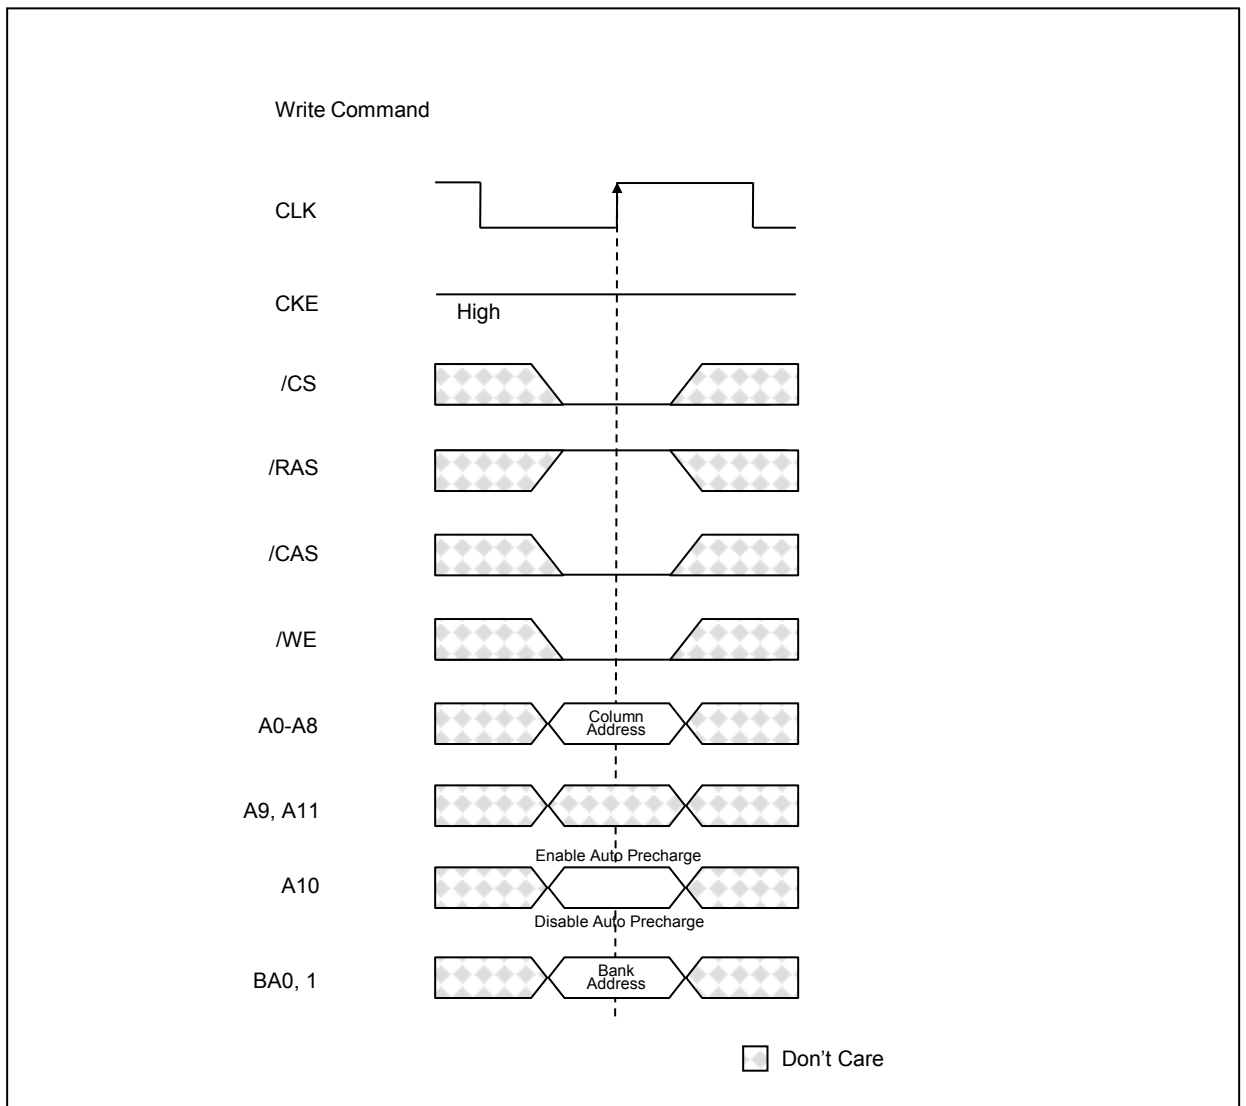 Write Command
CLK
CKE
High
/CS
/RAS
/CAS
/WE
A0-A8
Column
Address
A9, A11
Enable Auto Precharge
A10
Disable Auto Precharge
BA0, 1
Bank
Address
Don’t Care